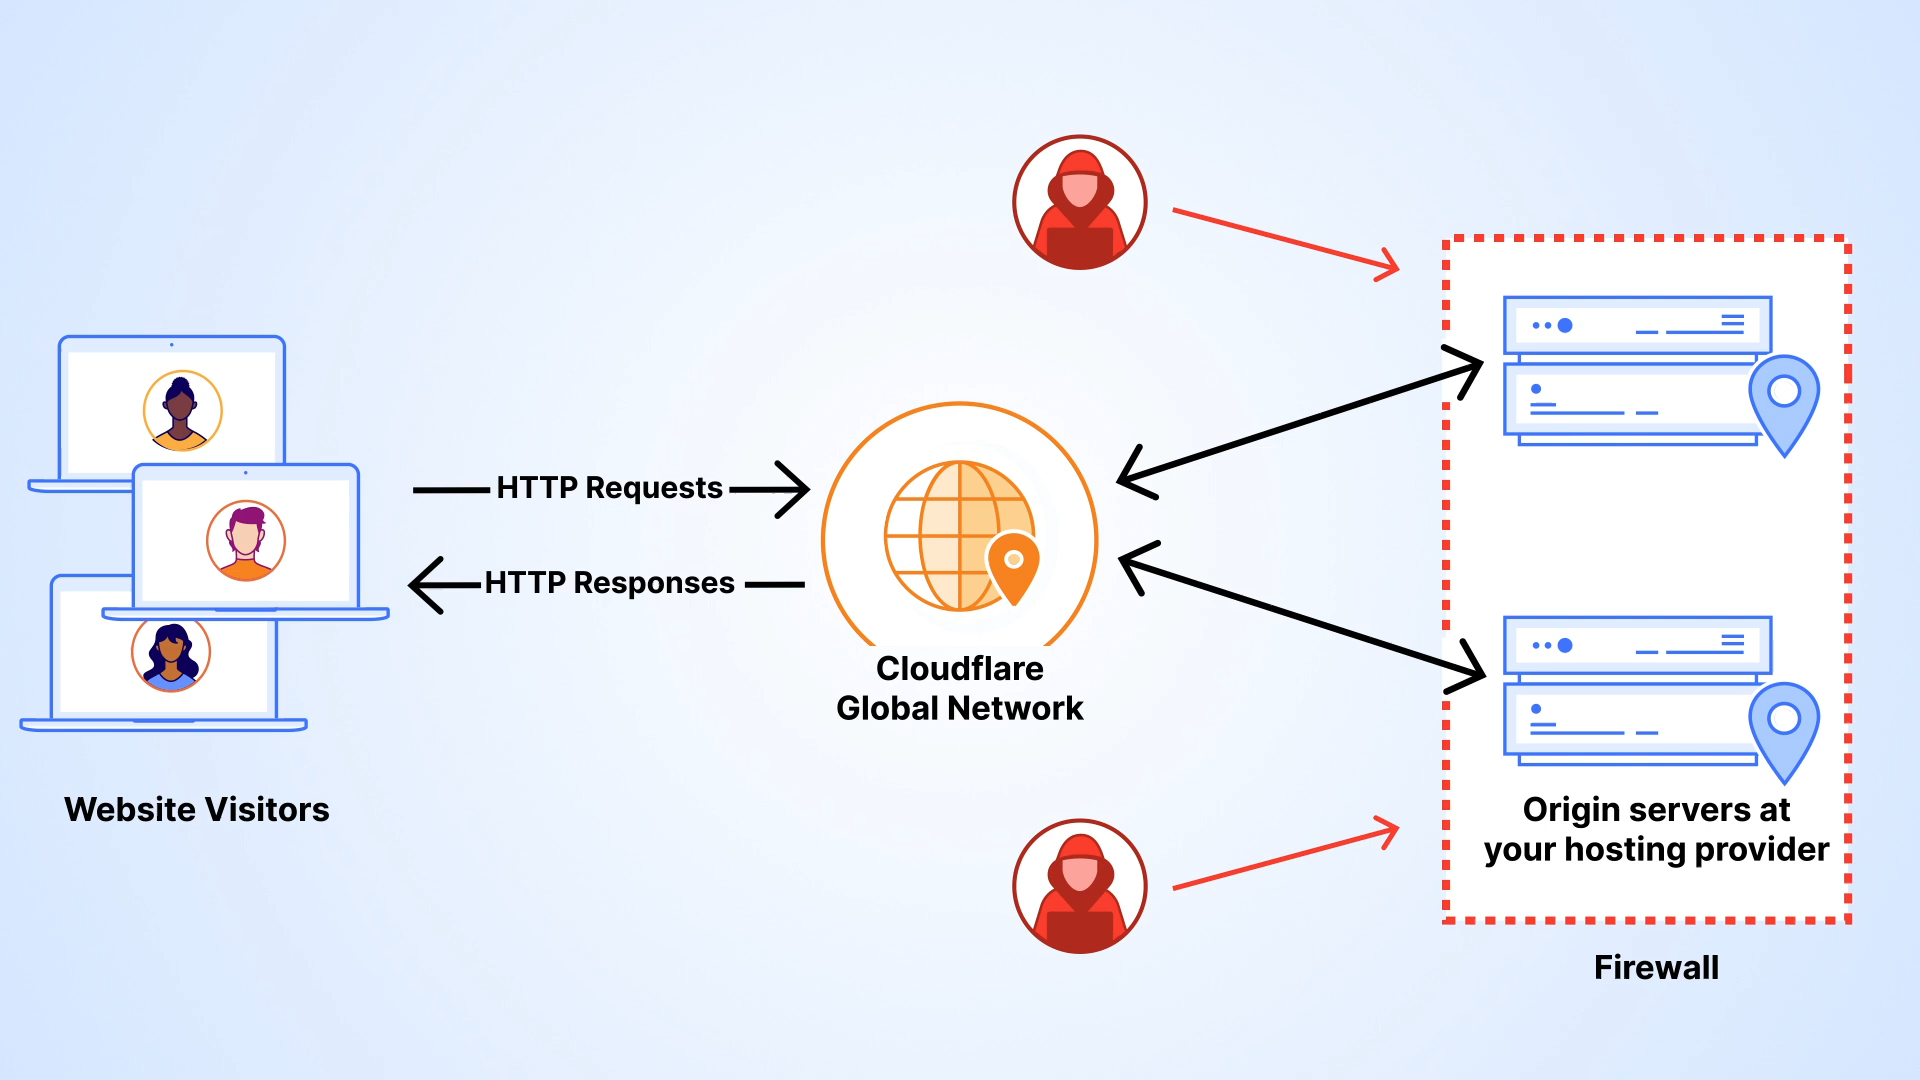 HTTP Requests
HTTP Responses
Cloudflare
Global Network
Website Visitors
Origin servers at
your hosting provider
Firewall